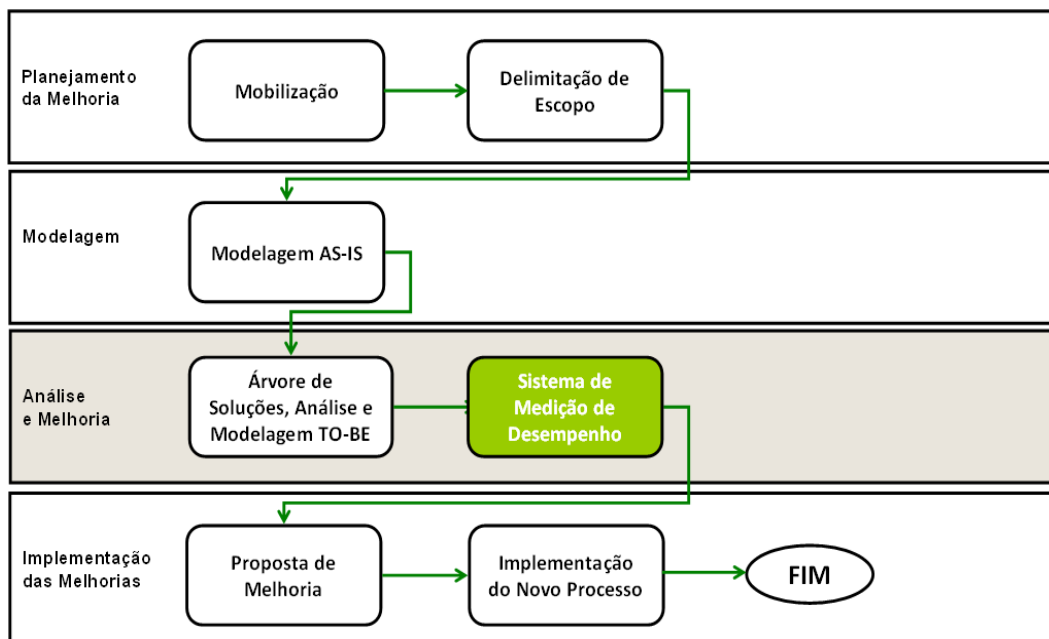 Planejamento
da Melhoria
Mobilização
Delimitação de
Escopo
Modelagem
Modelagem AS-IS
Análise
e Melhoria
Árvore de
Soluções, Análise e
Modelagem TO-BE
Sistema de
Medição de
Desempenho
Implementação
das Melhorias
Proposta de
Melhoria
Implementação
do Novo Processo
FIM